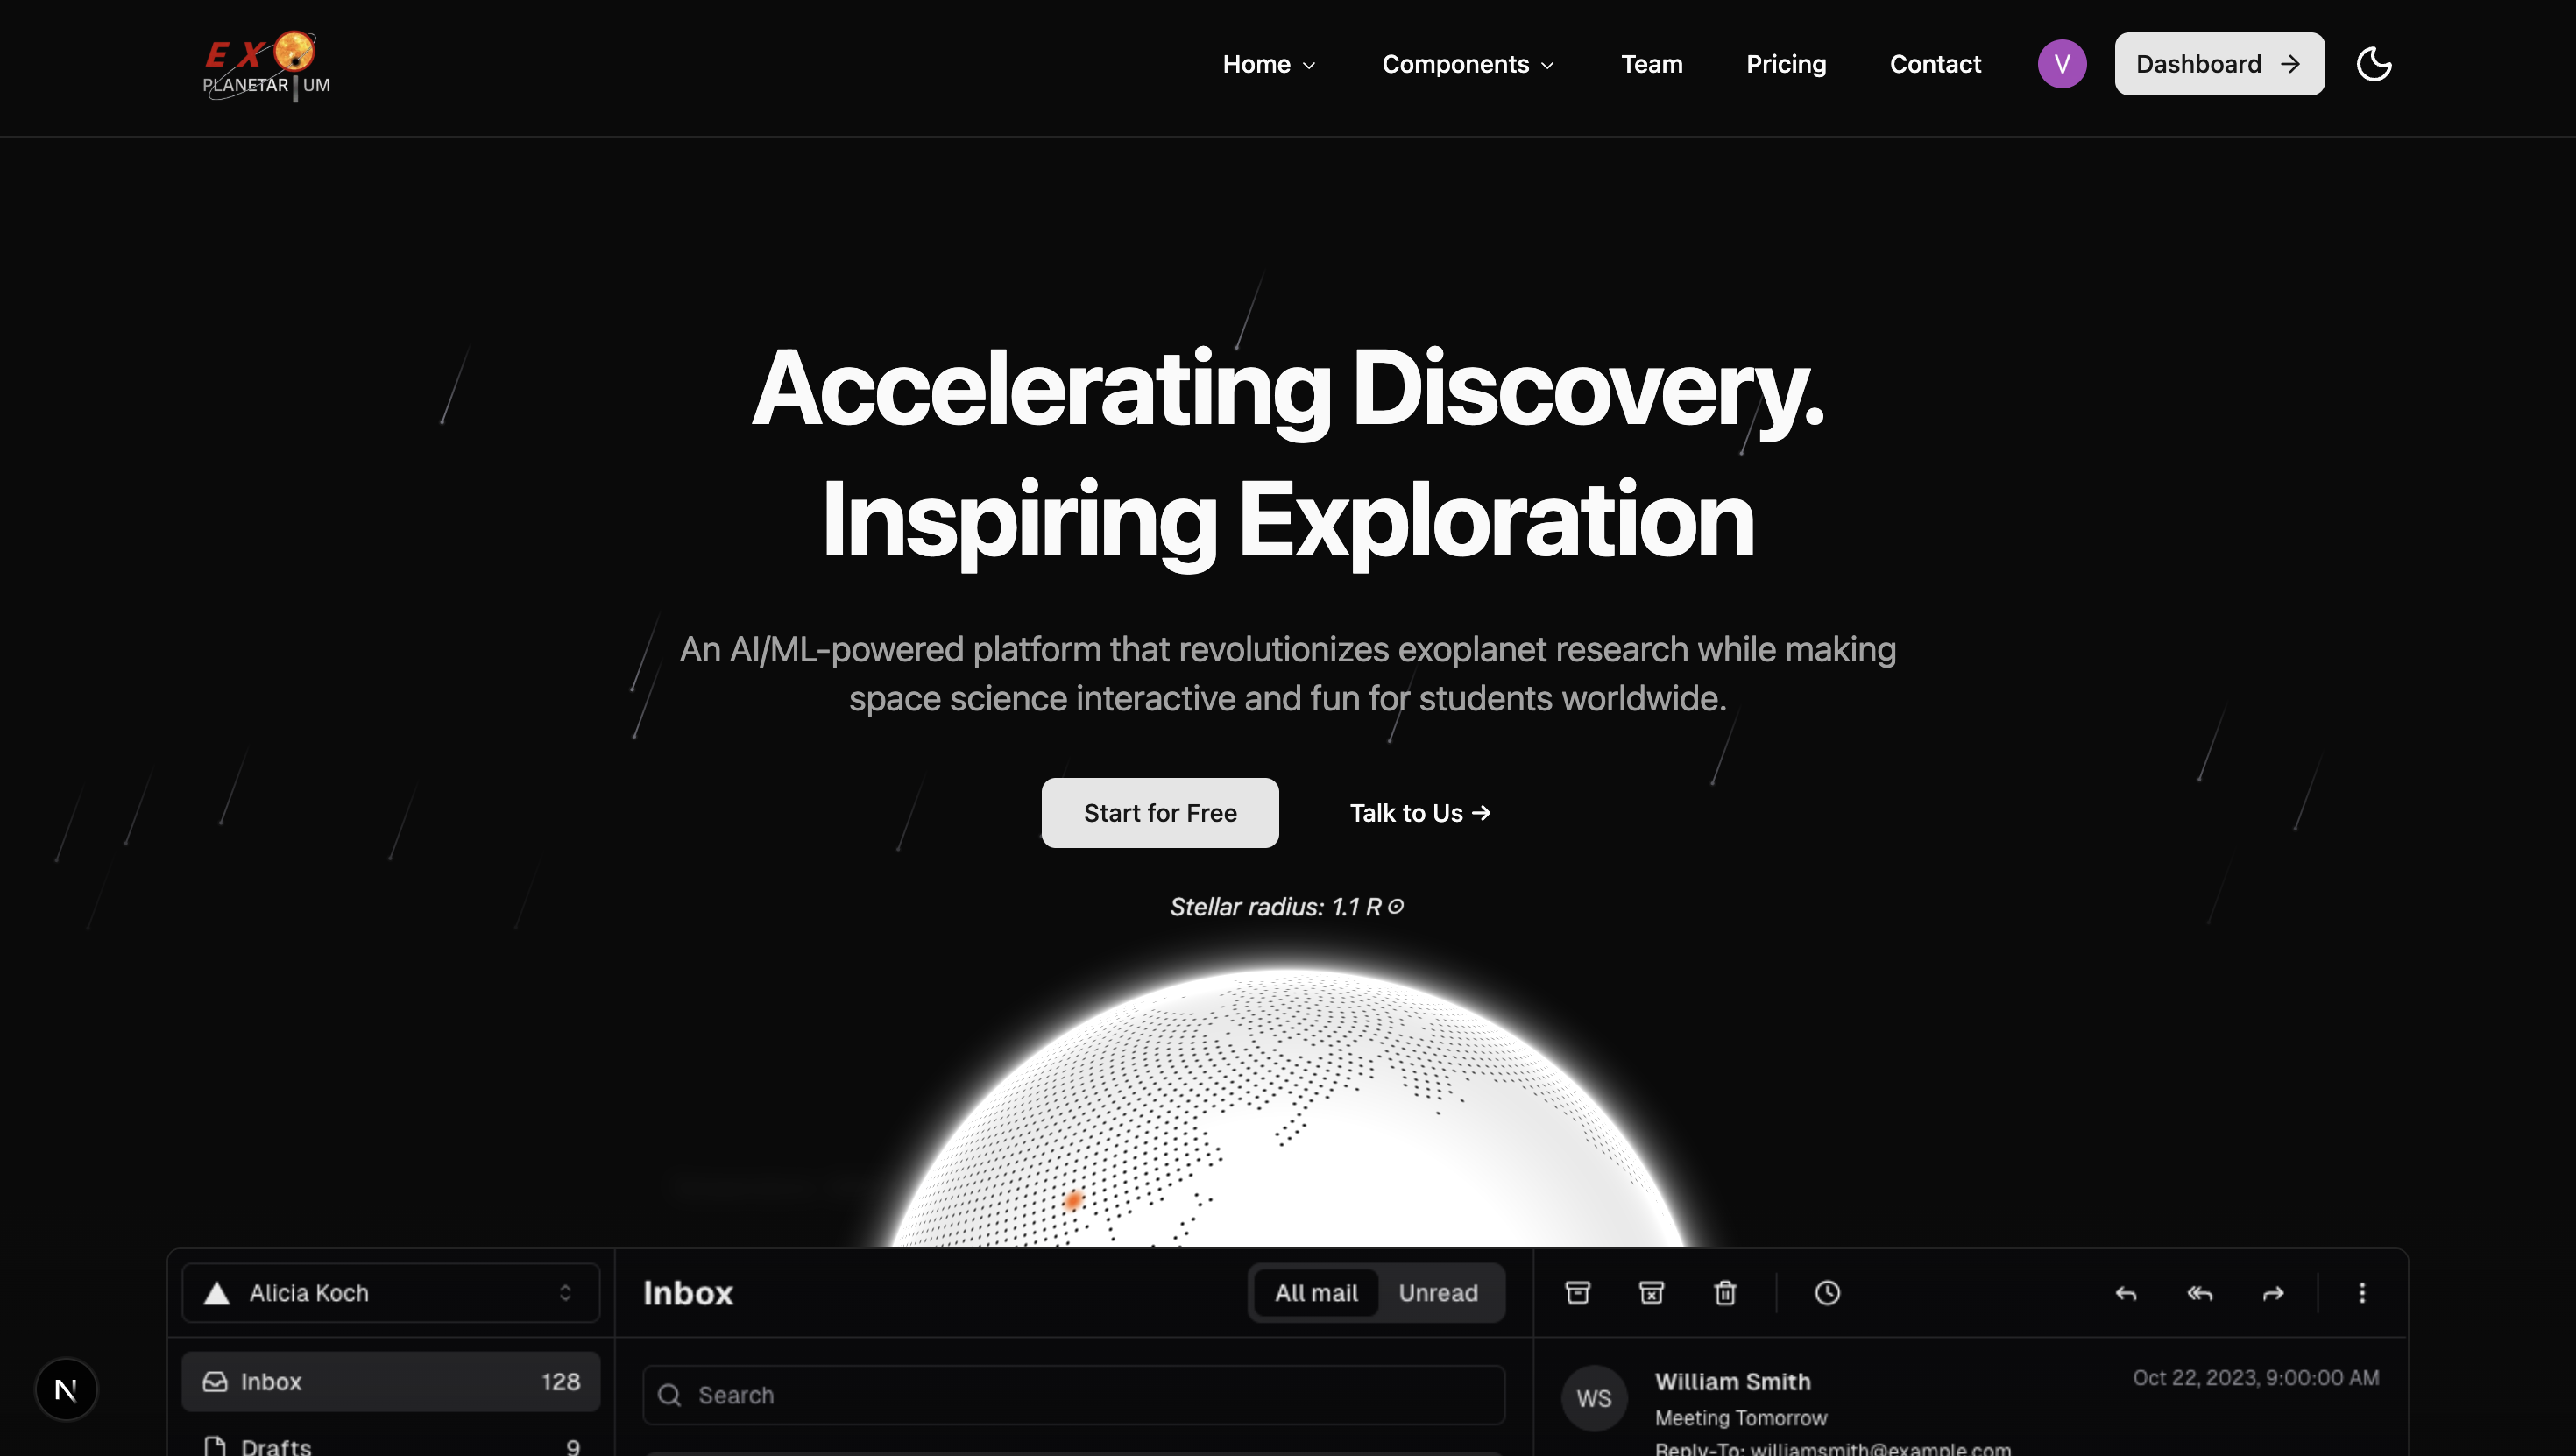 EX
PLANETARIUM
Home
Components
Team
Pricing
Contact
V
Dashboard →
Accelerating Discovery.
Inspiring Exploration
An AI/ML-powered platform that revolutionizes exoplanet research while making
space science interactive and fun for students worldwide.
Start for Free
Talk to Us →
Stellar radius: 1.1 R☉
Alicia Koch
Inbox
All mail
Unread
Inbox
128
Search
William Smith
Oct 22, 2023, 9:00:00 AM
WS
Meeting Tomorrow
Reply-To: williamsmith@example.com
Drafts
9
N